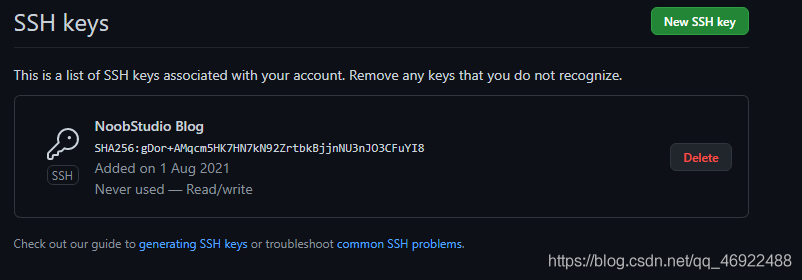 SSH keys
New SSH key
This is a list of SSH keys associated with your account. Remove any keys that you do not recognize.
NoobStudio Blog
SHA256:gDor+AMqcm5HK7HN7kN92ZrtbkBjjnNU3nJO3CFuYI8
SSH
Added on 1 Aug 2021
Delete
Never used — Read/write
Check out our guide to generating SSH keys or troubleshoot common SSH problems.
https://blog.csdn.net/qq_46922488